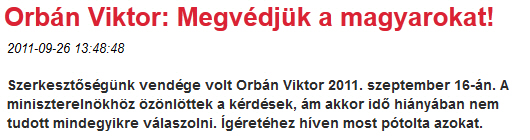 Orbán Viktor: Megvédjük a magyarokat!
2011-09-26 13:48:48
Szerkesztőségünk vendége volt Orbán Viktor 2011. szeptember 16-án. A
miniszterelnökhöz özönlöttek a kérdések, ám akkor idő hiányában nem
tudott mindegyikre válaszolni. Ígéretéhez híven most pótolta azokat.